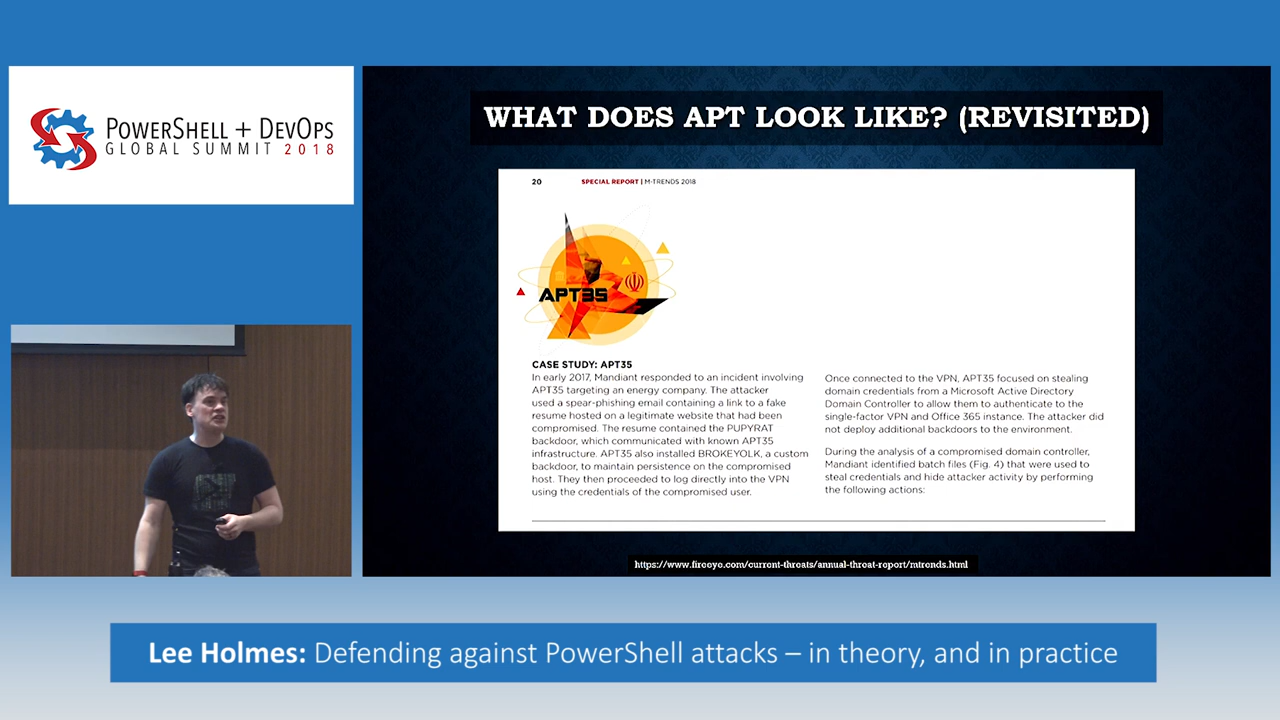 POWERSHELL + DEVOPS
GLOBAL SUMMIT 2018
WHAT DOES APT LOOK LIKE? (REVISITED)
20 SPECIAL REPORT | M-TRENDS 2018
APT35
CASE STUDY: APT35
In early 2017, Mandiant responded to an incident involving
APT35 targeting an energy company. The attacker
used a spear-phishing email containing a link to a fake
resume hosted on a legitimate website that had been
compromised. The resume contained the PUPYRAT
backdoor, which communicated with known APT35
infrastructure. APT35 also installed BROKEYOLK, a custom
backdoor, to maintain persistence on the compromised
host. They then proceeded to log directly into the VPN
using the credentials of the compromised user.
Once connected to the VPN, APT35 focused on stealing
domain credentials from a Microsoft Active Directory
Domain Controller to allow them to authenticate to the
single-factor VPN and Office 365 instance. The attacker did
not deploy additional backdoors to the environment.
During the analysis of a compromised domain controller,
Mandiant identified batch files (Fig. 4) that were used to
steal credentials and hide attacker activity by performing
the following actions:
https://www.fireeye.com/current-threats/annual-threat-report/mtrends.html
Lee Holmes: Defending against PowerShell attacks – in theory, and in practice